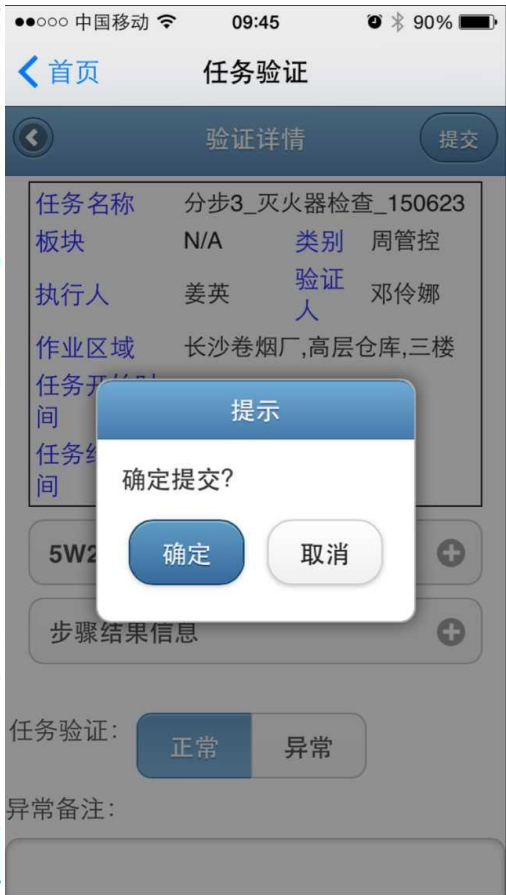 中国移动 09:45 90%
首页 任务验证
验证详情 提交
任务名称 分步3_灭火器检查_150623
板块 N/A 类别 周管控
执行人 姜英 验证人 邓伶娜
作业区域 长沙卷烟厂,高层仓库,三楼
任务开始时
间
提示
任务
间
确定提交?
确定 取消
5W2
步骤结果信息
任务验证: 正常 异常
异常备注: